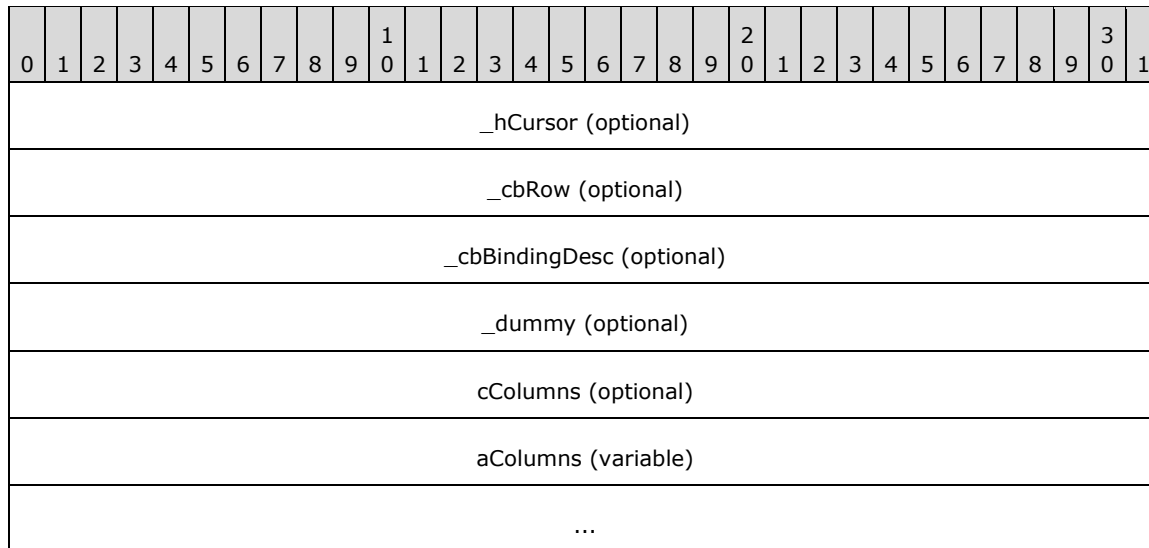 1 2 3
0 1 2 3 4 5 6 7 8 9 0 1 2 3 4 5 6 7 8 9 0 1 2 3 4 5 6 7 8 9 0 1
_hCursor (optional)
_cbRow (optional)
_cbBindingDesc (optional)
_dummy (optional)
cColumns (optional)
aColumns (variable)
...